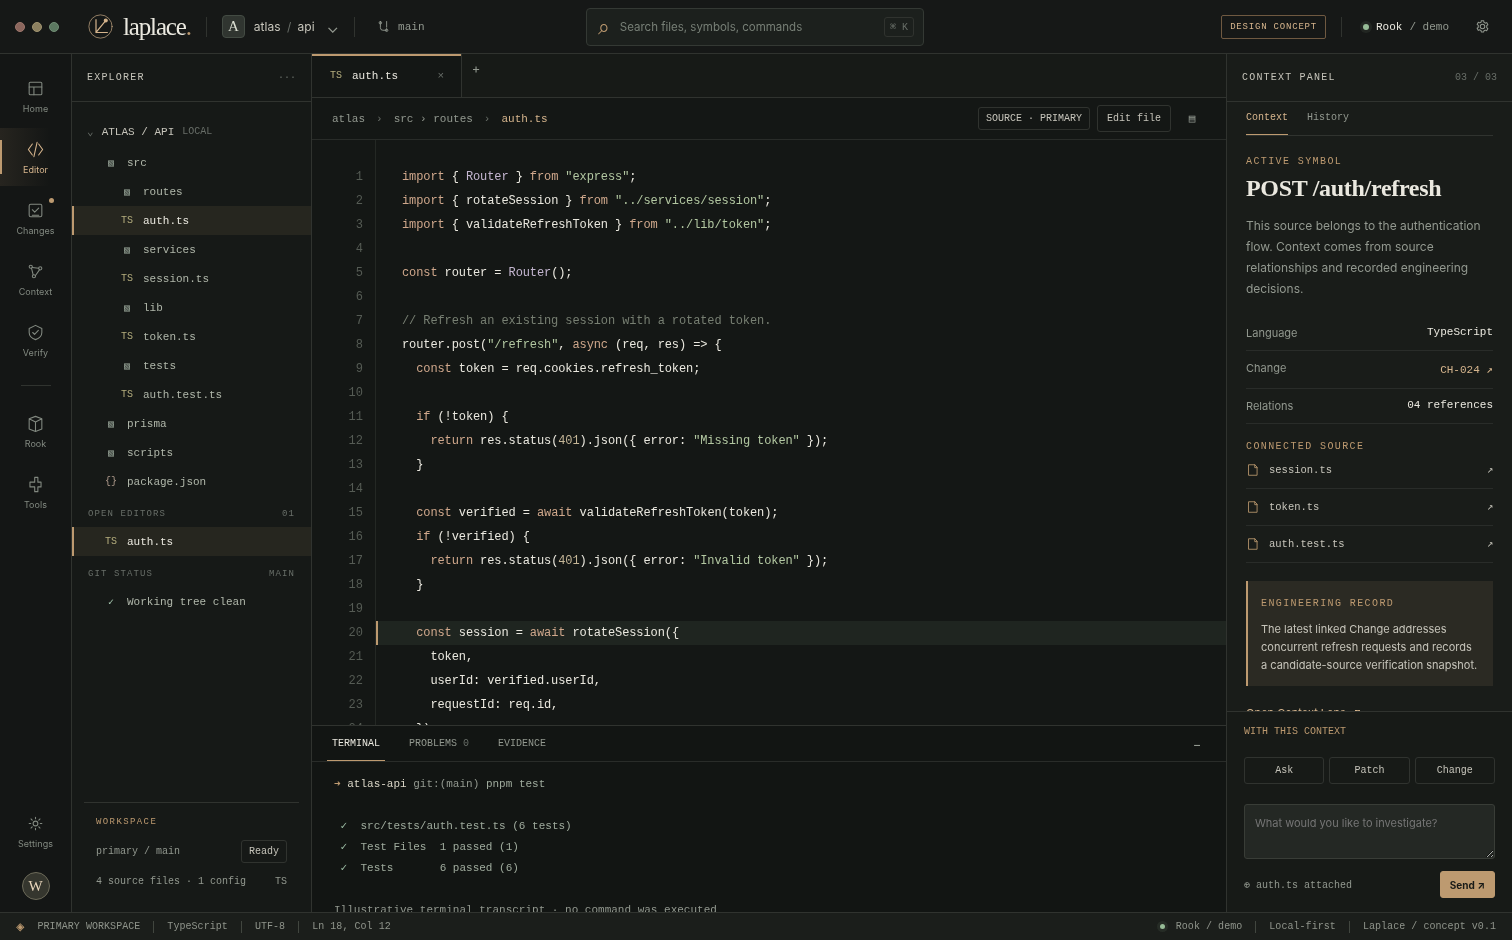 laplace.
A atlas / api
main
Search files, symbols, commands
⌘ K
DESIGN CONCEPT
Rook / demo
Home
Editor
Changes
Context
Verify
Rook
Tools
Settings
W
EXPLORER ···
ATLAS / API LOCAL
src
routes
TS auth.ts
services
TS session.ts
lib
TS token.ts
tests
TS auth.test.ts
prisma
scripts
{} package.json
OPEN EDITORS 01
TS auth.ts
GIT STATUS MAIN
✓ Working tree clean
WORKSPACE
primary / main Ready
4 source files · 1 config TS
TS auth.ts × +
atlas › src › routes › auth.ts
SOURCE · PRIMARY Edit file
1 import { Router } from "express";
2 import { rotateSession } from "../services/session";
3 import { validateRefreshToken } from "../lib/token";
4
5 const router = Router();
6
7 // Refresh an existing session with a rotated token.
8 router.post("/refresh", async (req, res) => {
9 const token = req.cookies.refresh_token;
10
11 if (!token) {
12 return res.status(401).json({ error: "Missing token" });
13 }
14
15 const verified = await validateRefreshToken(token);
16 if (!verified) {
17 return res.status(401).json({ error: "Invalid token" });
18 }
19
20 const session = await rotateSession({
21 token,
22 userId: verified.userId,
23 requestId: req.id,
TERMINAL PROBLEMS 0 EVIDENCE −
➜ atlas-api git:(main) pnpm test
✓ src/tests/auth.test.ts (6 tests)
✓ Test Files 1 passed (1)
✓ Tests 6 passed (6)
Illustrative terminal transcript · no command was executed
CONTEXT PANEL 03 / 03
Context History
ACTIVE SYMBOL
POST /auth/refresh
This source belongs to the authentication
flow. Context comes from source
relationships and recorded engineering
decisions.
Language TypeScript
Change CH-024 ↗
Relations 04 references
CONNECTED SOURCE
session.ts ↗
token.ts ↗
auth.test.ts ↗
ENGINEERING RECORD
The latest linked Change addresses
concurrent refresh requests and records
a candidate-source verification snapshot.
WITH THIS CONTEXT
Ask Patch Change
What would you like to investigate?
⊕ auth.ts attached
Send ↗
◈ PRIMARY WORKSPACE TypeScript UTF-8 Ln 18, Col 12
Rook / demo Local-first Laplace / concept v0.1